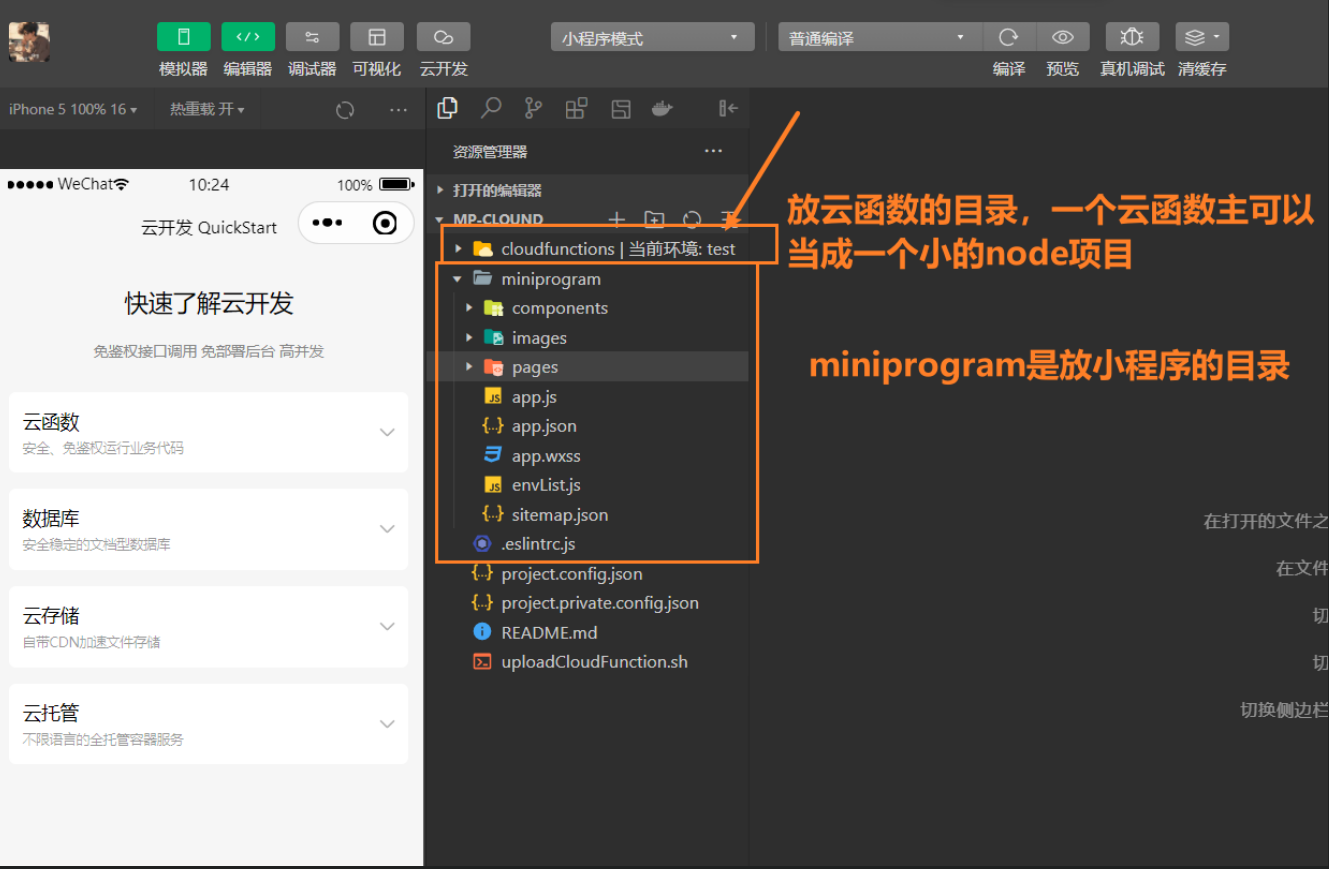 小程序模式
普通编译
模拟器 编辑器 调试器 可视化 云开发
编译 预览 真机调试 清缓存
iPhone 5 100% 16
热重载 开
资源管理器
打开的编辑器
MP-CLOUND
cloudfunctions | 当前环境: test
miniprogram
components
images
pages
app.js
app.json
app.wxss
envList.js
sitemap.json
.eslintrc.js
project.config.json
project.private.config.json
README.md
uploadCloudFunction.sh
WeChat 10:24 100%
云开发 QuickStart
快速了解云开发
免鉴权接口调用 免部署后台 高并发
云函数
安全、免鉴权运行业务代码
数据库
安全稳定的文档型数据库
云存储
自带CDN加速文件存储
云托管
不限语言的全托管容器服务
放云函数的目录，一个云函数主可以
当成一个小的node项目
miniprogram是放小程序的目录
在打开的文件之
在文件
切
切
切换侧边栏